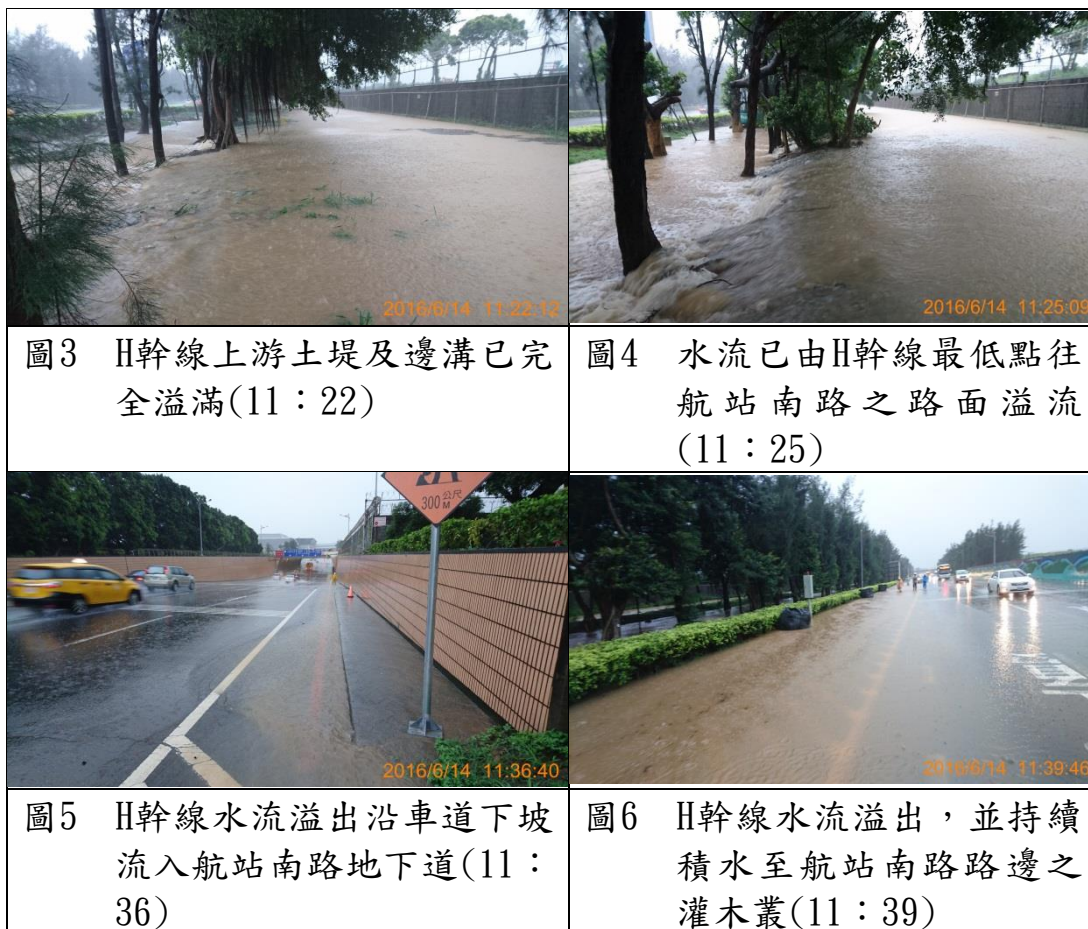 2016/6/14 11:22:12
2016/6/14 11:25:09
圖3 H幹線上游土堤及邊溝已完
全溢滿(11：22)
圖4 水流已由H幹線最低點往
航站南路之路面溢流
(11：25)
300公尺
M
2016/6/14 11:36:40
2016/6/14 11:39:46
圖5 H幹線水流溢出沿車道下坡
流入航站南路地下道(11：
36)
圖6 H幹線水流溢出，並持續
積水至航站南路路邊之
灌木叢(11：39)